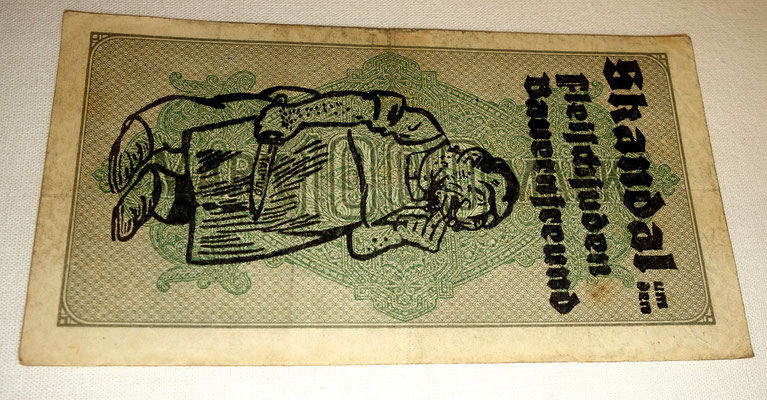 Skandal um den
Fleischjuden
Bauernfreund